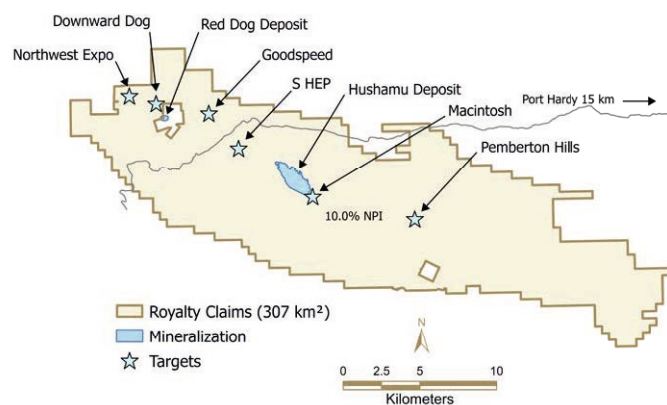 Downward Dog
Red Dog Deposit
Northwest Expo
Goodspeed
S HEP
Hushamu Deposit
Macintosh
Port Hardy 15 km
Pemberton Hills
10.0% NPI
Royalty Claims (307 km²)
Mineralization
Targets
N
0 2.5 5 10
Kilometers